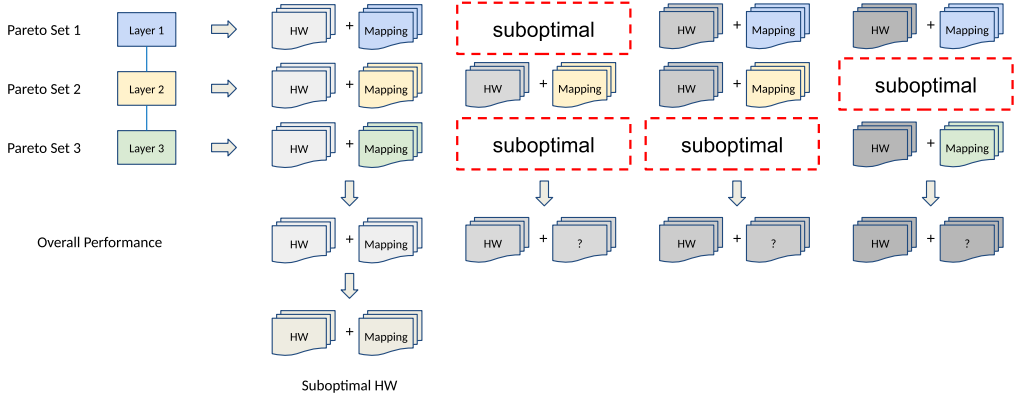 Pareto Set 1
Layer 1
HW
+
Mapping
suboptimal
HW
+
Mapping
HW
+
Mapping
Pareto Set 2
Layer 2
HW
+
Mapping
HW
+
Mapping
HW
+
Mapping
suboptimal
Pareto Set 3
Layer 3
HW
+
Mapping
suboptimal
suboptimal
HW
+
Mapping
Overall Performance
HW
+
Mapping
HW
+
?
HW
+
?
HW
+
?
HW
+
Mapping
Suboptimal HW